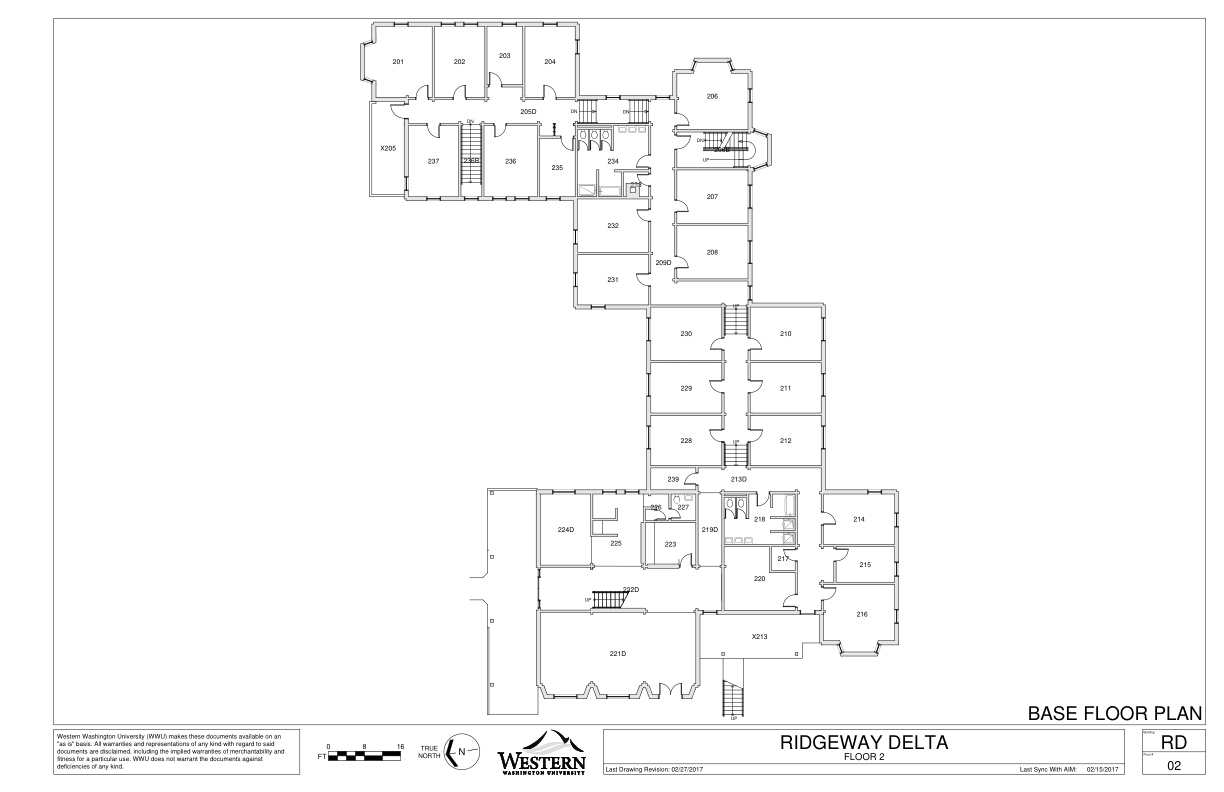 201
202
203
204
206
205D
DN
DN
DN
X205
237
236B
236
235
234
DN
UP
207
232
208
209D
231
UP
230
210
229
211
228
212
UP
239
213D
226
227
224D
225
223
219D
218
214
217
215
220
222D
UP
216
221D
X213
UP
BASE FLOOR PLAN
Western Washington University (WWU) makes these documents available on an
"as is" basis. All warranties and representations of any kind with regard to said
documents are disclaimed, including the implied warranties of merchantability and
fitness for a particular use. WWU does not warrant the documents against
deficiencies of any kind.
0 8 16
FT
TRUE
NORTH
N
WESTERN
WASHINGTON UNIVERSITY
RIDGEWAY DELTA
FLOOR 2
Last Drawing Revision: 02/27/2017
Last Sync With AIM: 02/15/2017
RD
02